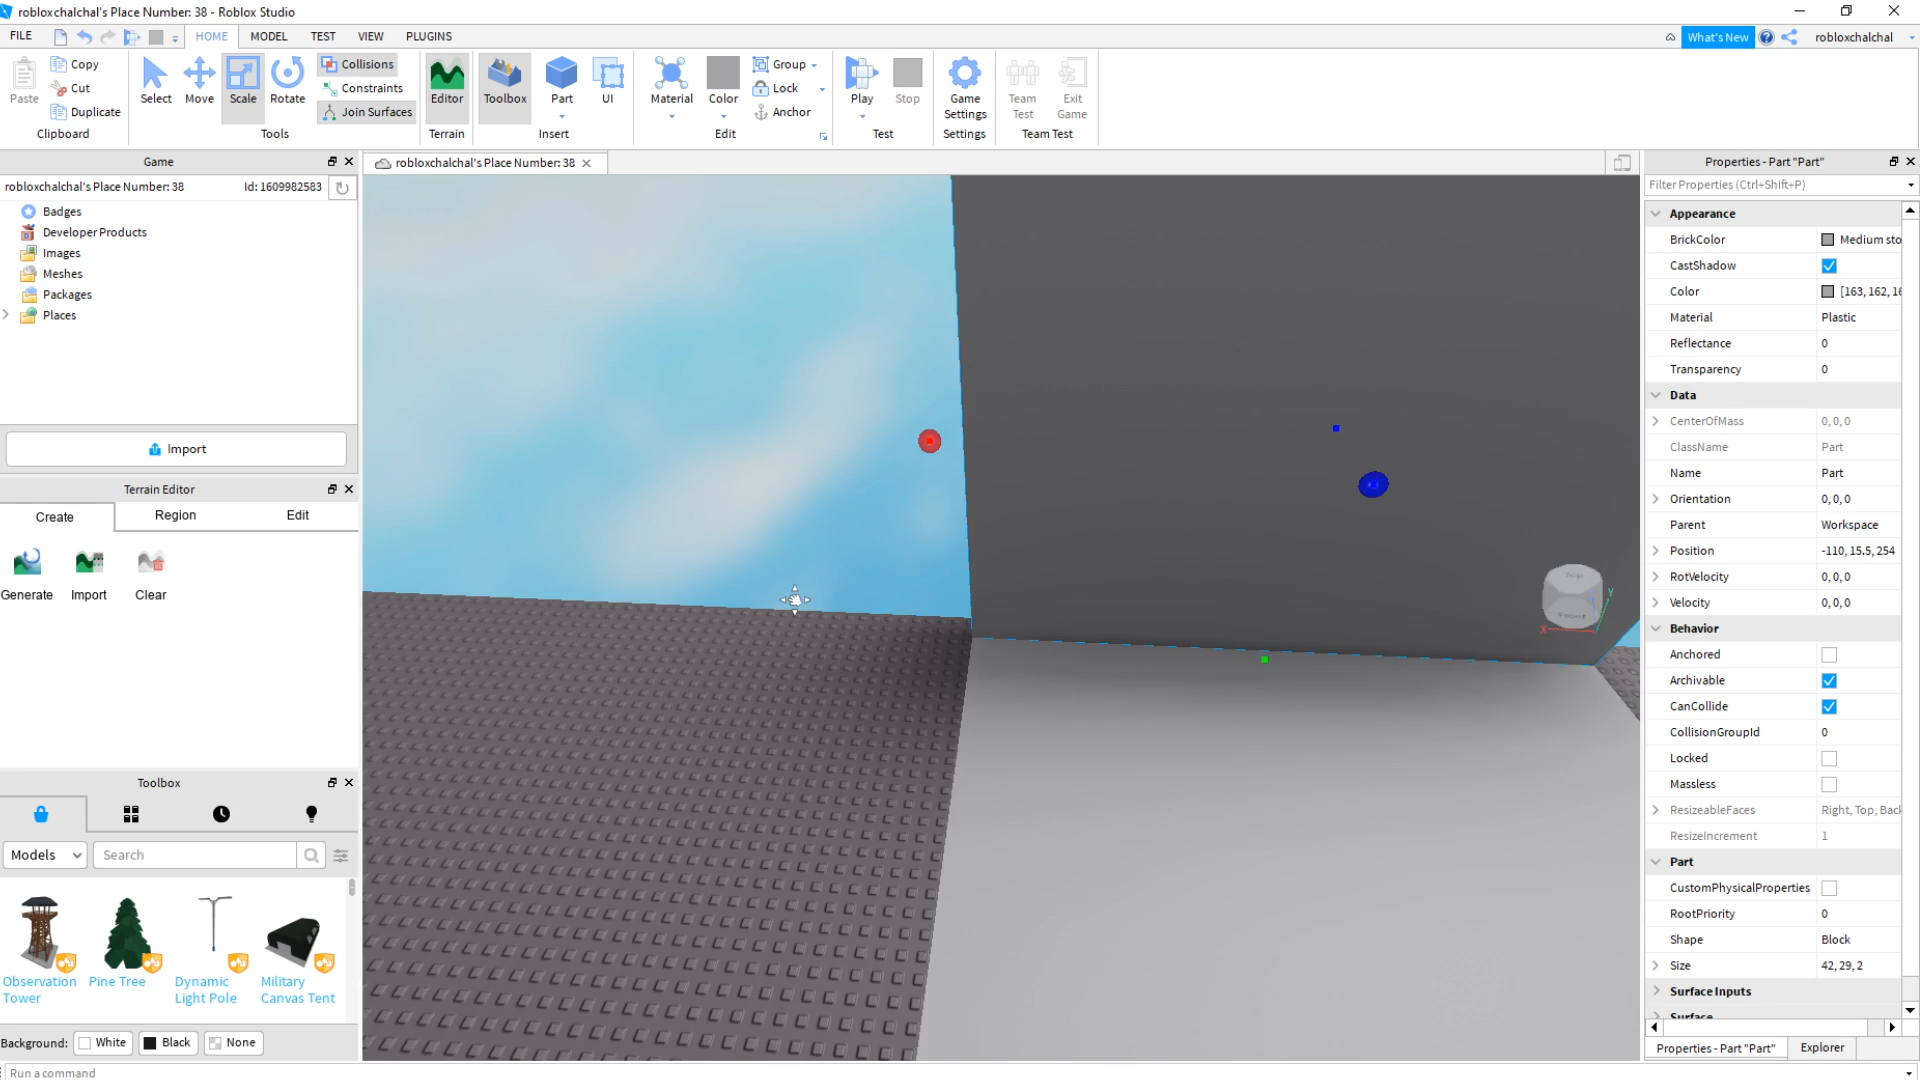 robloxchalchal's Place Number: 38 - Roblox Studio
FILE HOME MODEL TEST VIEW PLUGINS What's New robloxchalchal
Paste Copy Cut Duplicate Clipboard
Select Move Scale Rotate Collisions Constraints Join Surfaces Tools
Editor Terrain
Toolbox Part UI Insert
Material Color Group Lock Anchor Edit
Play Stop Test
Game Settings Settings
Team Test Exit Game Team Test
Game
robloxchalchal's Place Number: 38 Id: 1609982583
Badges
Developer Products
Images
Meshes
Packages
Places
Import
Terrain Editor
Create Region Edit
Generate Import Clear
Toolbox
Models Search
Observation Tower
Pine Tree
Dynamic Light Pole
Military Canvas Tent
Background: White Black None
Run a command
robloxchalchal's Place Number: 38
FRONT
X
Y
Properties - Part "Part"
Filter Properties (Ctrl+Shift+P)
Appearance
BrickColor Medium sto
CastShadow
Color [163, 162, 16
Material Plastic
Reflectance 0
Transparency 0
Data
CenterOfMass 0, 0, 0
ClassName Part
Name Part
Orientation 0, 0, 0
Parent Workspace
Position -110, 15.5, 254
RotVelocity 0, 0, 0
Velocity 0, 0, 0
Behavior
Anchored
Archivable
CanCollide
CollisionGroupId 0
Locked
Massless
ResizeableFaces Right, Top, Back
ResizeIncrement 1
Part
CustomPhysicalProperties
RootPriority 0
Shape Block
Size 42, 29, 2
Surface Inputs
Surface
Properties - Part "Part" Explorer